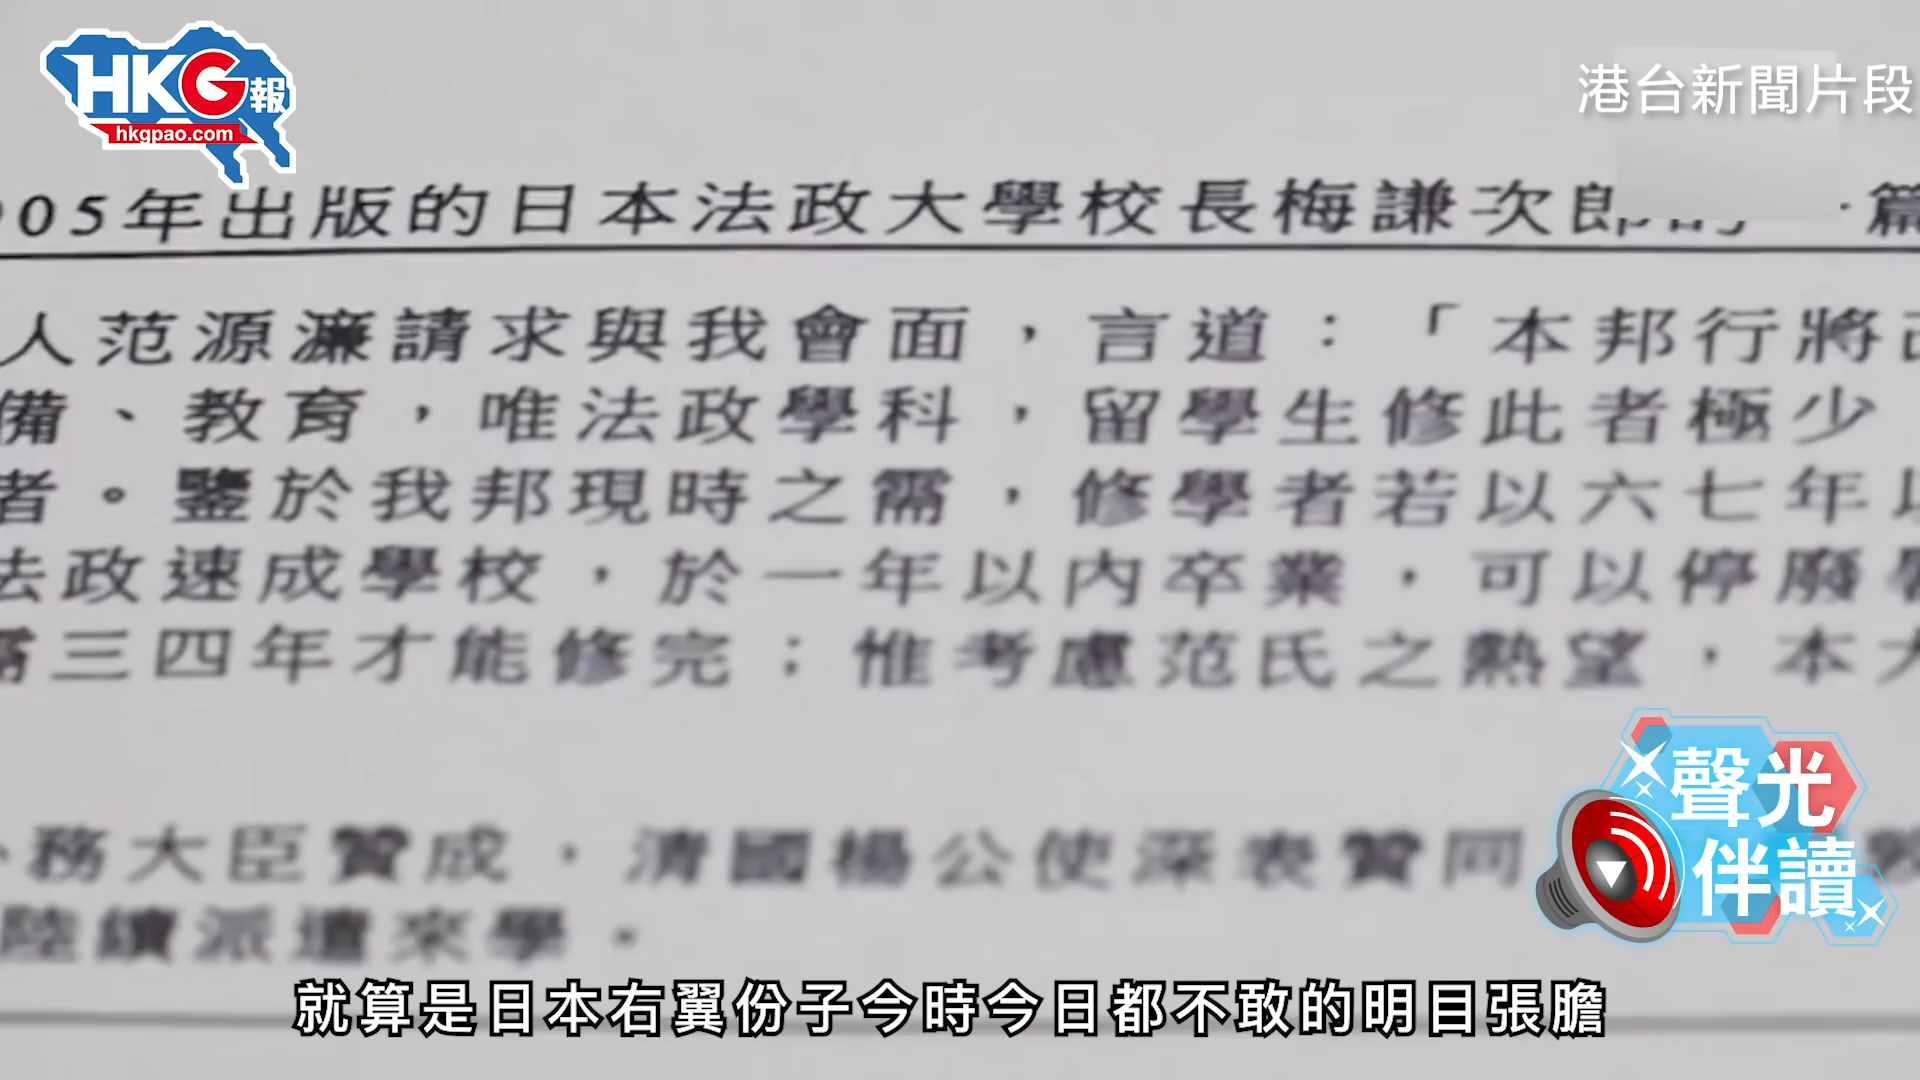 HKG報
hkgpao.com
港台新聞片段
05年出版的日本法政大學校長梅謙次郎的一篇
人范源濂請求與我會面,言道:「本邦行將
備、教育,唯法政學科,留學生修此者極少
者。鑒於我邦現時之需,修學者若以六七年
法政速成學校,於一年以內卒業,可以停廢
需三四年才能修完;惟考慮范氏之熱望,本大
務大臣贊成,清國楊公使深表贊同
陸續派遣來學。
聲光
伴讀
就算是日本右翼份子今時今日都不敢的明目張膽